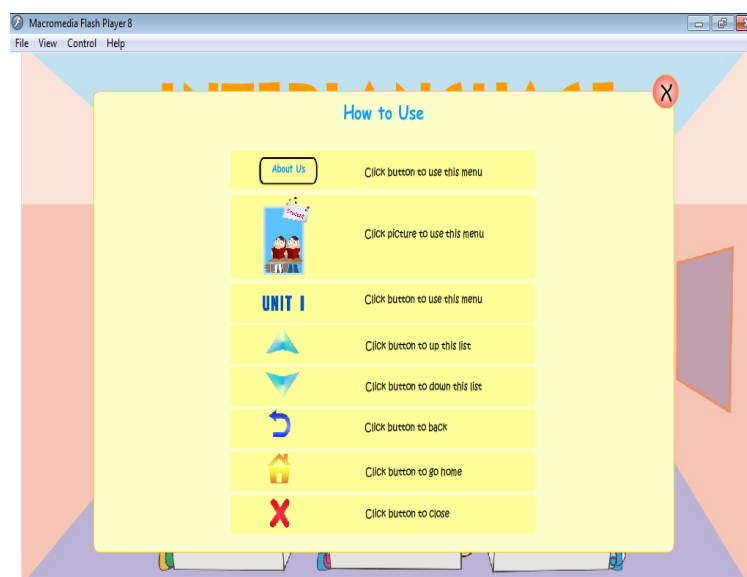 Macromedia Flash Player 8
File View Control Help
How to Use
X
About Us
Click button to use this menu
Click picture to use this menu
UNIT 1
Click button to use this menu
Click button to up this list
Click button to down this list
Click button to back
Click button to go home
Click button to close